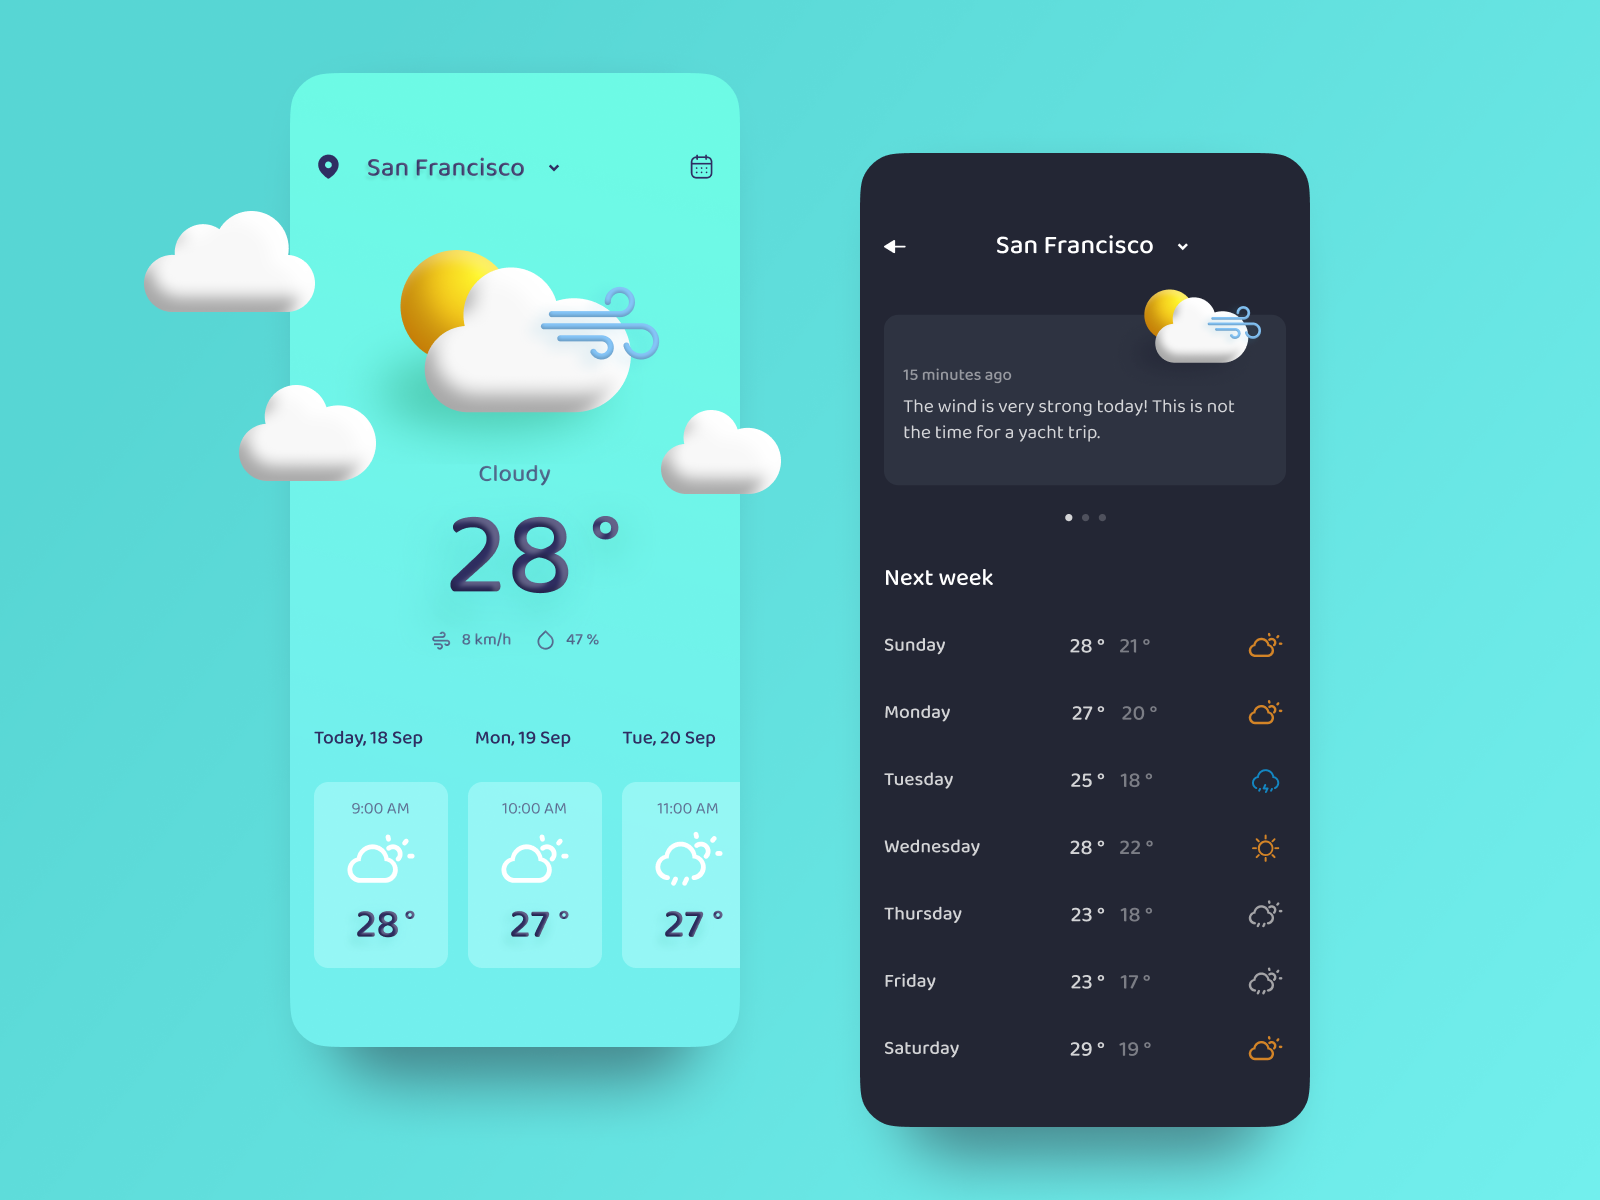 San Francisco
Cloudy
28 °
8 km/h 47 %
Today, 18 Sep Mon, 19 Sep Tue, 20 Sep
9:00 AM 10:00 AM 11:00 AM
28 ° 27 ° 27 °
San Francisco
15 minutes ago
The wind is very strong today! This is not
the time for a yacht trip.
Next week
Sunday 28 ° 21 °
Monday 27 ° 20 °
Tuesday 25 ° 18 °
Wednesday 28 ° 22 °
Thursday 23 ° 18 °
Friday 23 ° 17 °
Saturday 29 ° 19 °